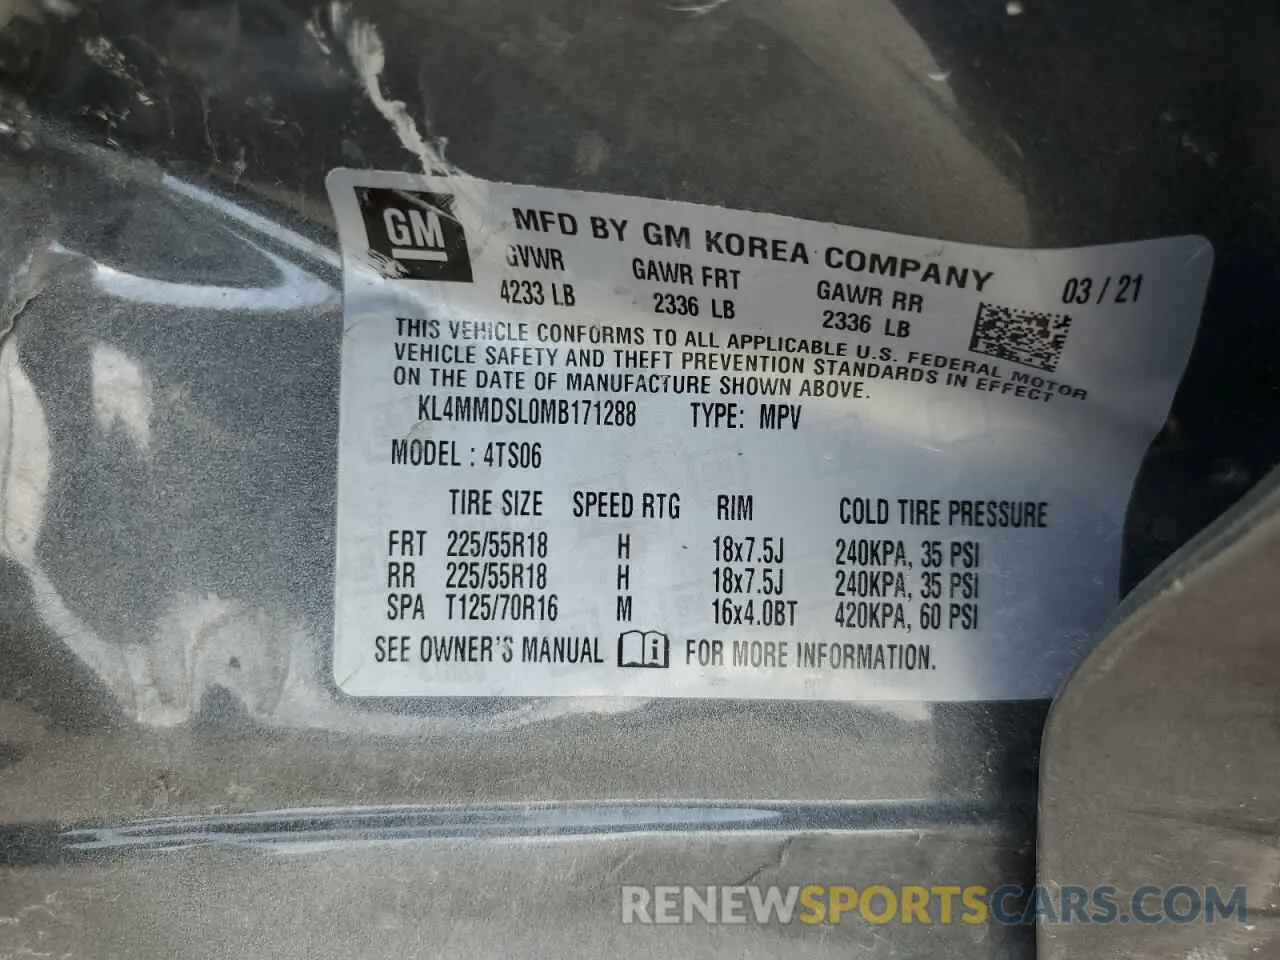 GM MFD BY GM KOREA COMPANY 03 / 21
GVWR GAWR FRT GAWR RR
4233 LB 2336 LB 2336 LB
THIS VEHICLE CONFORMS TO ALL APPLICABLE U.S. FEDERAL MOTOR
VEHICLE SAFETY AND THEFT PREVENTION STANDARDS IN EFFECT
ON THE DATE OF MANUFACTURE SHOWN ABOVE.
KL4MMDSL0MB171288 TYPE: MPV
MODEL : 4TS06
TIRE SIZE SPEED RTG RIM COLD TIRE PRESSURE
FRT 225/55R18 H 18x7.5J 240KPA, 35 PSI
RR 225/55R18 H 18x7.5J 240KPA, 35 PSI
SPA T125/70R16 M 16x4.0BT 420KPA, 60 PSI
SEE OWNER'S MANUAL i FOR MORE INFORMATION.
RENEWSPORTSCARS.COM